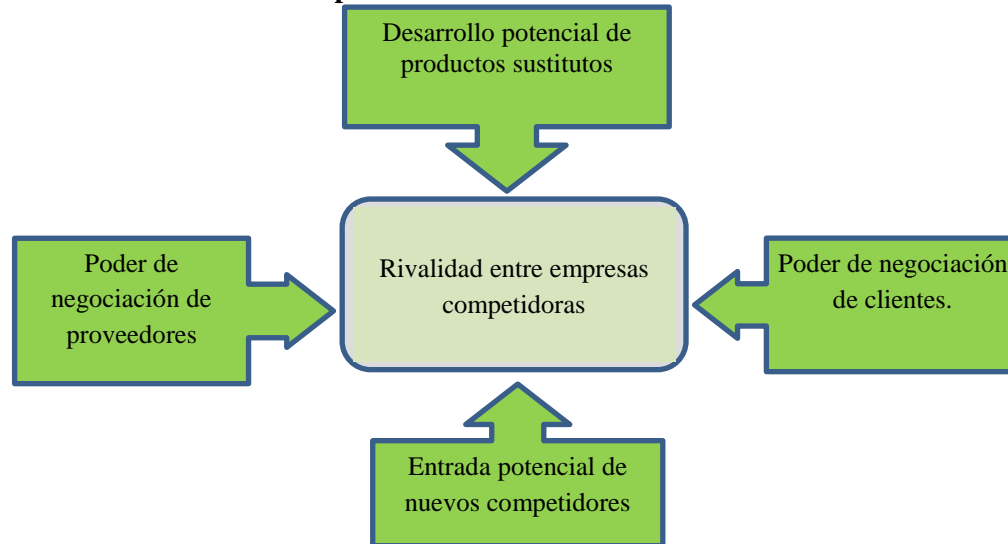 Desarrollo potencial de
productos sustitutos
Poder de
negociación de
proveedores
Rivalidad entre empresas
competidoras
Poder de negociación
de clientes.
Entrada potencial de
nuevos competidores